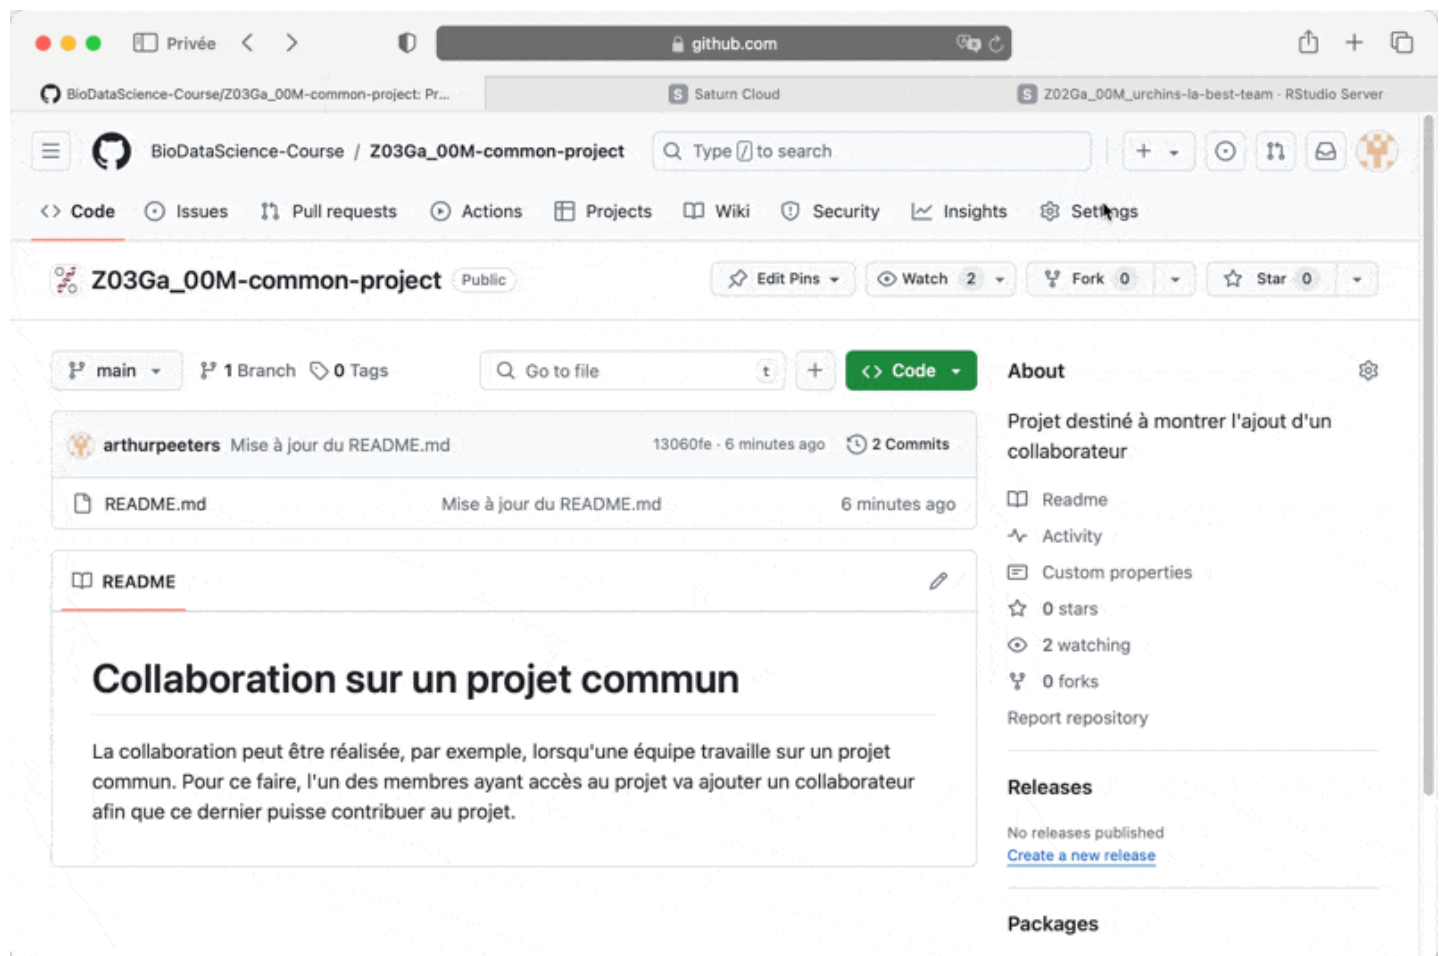 Privée
github.com
BioDataScience-Course/Z03Ga_00M-common-project: Pr...
S Saturn Cloud
S Z02Ga_00M_urchins-la-best-team - RStudio Server
BioDataScience-Course / Z03Ga_00M-common-project
Type / to search
Code
Issues
Pull requests
Actions
Projects
Wiki
Security
Insights
Settings
Z03Ga_00M-common-project Public
Edit Pins
Watch 2
Fork 0
Star 0
main
1 Branch
0 Tags
Go to file t
Code
arthurpeeters Mise à jour du README.md 13060fe · 6 minutes ago 2 Commits
README.md Mise à jour du README.md 6 minutes ago
README
Collaboration sur un projet commun
La collaboration peut être réalisée, par exemple, lorsqu'une équipe travaille sur un projet
commun. Pour ce faire, l'un des membres ayant accès au projet va ajouter un collaborateur
afin que ce dernier puisse contribuer au projet.
About
Projet destiné à montrer l'ajout d'un
collaborateur
Readme
Activity
Custom properties
0 stars
2 watching
0 forks
Report repository
Releases
No releases published
Create a new release
Packages